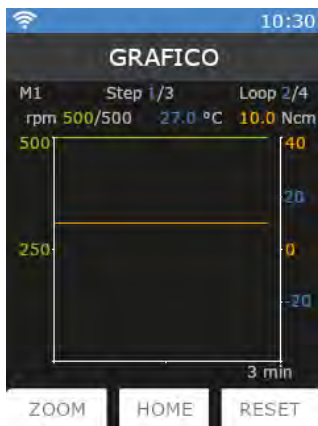 10:30
GRAFICO
M1 Step 1/3 Loop 2/4
rpm 500/500 27.0 °C 10.0 Ncm
500 40
20
250 0
-20
3 min
ZOOM HOME RESET